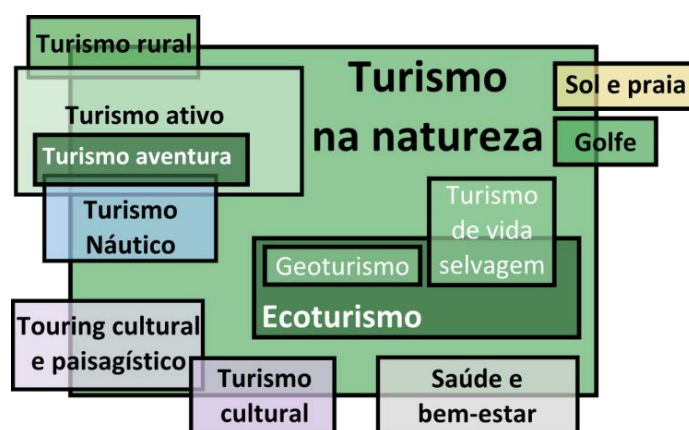 Turismo rural
Turismo
na natureza
Sol e praia
Golfe
Turismo ativo
Turismo aventura
Turismo
Náutico
Turismo
de vida
selvagem
Geoturismo
Ecoturismo
Touring cultural
e paisagístico
Turismo
cultural
Saúde e
bem-estar